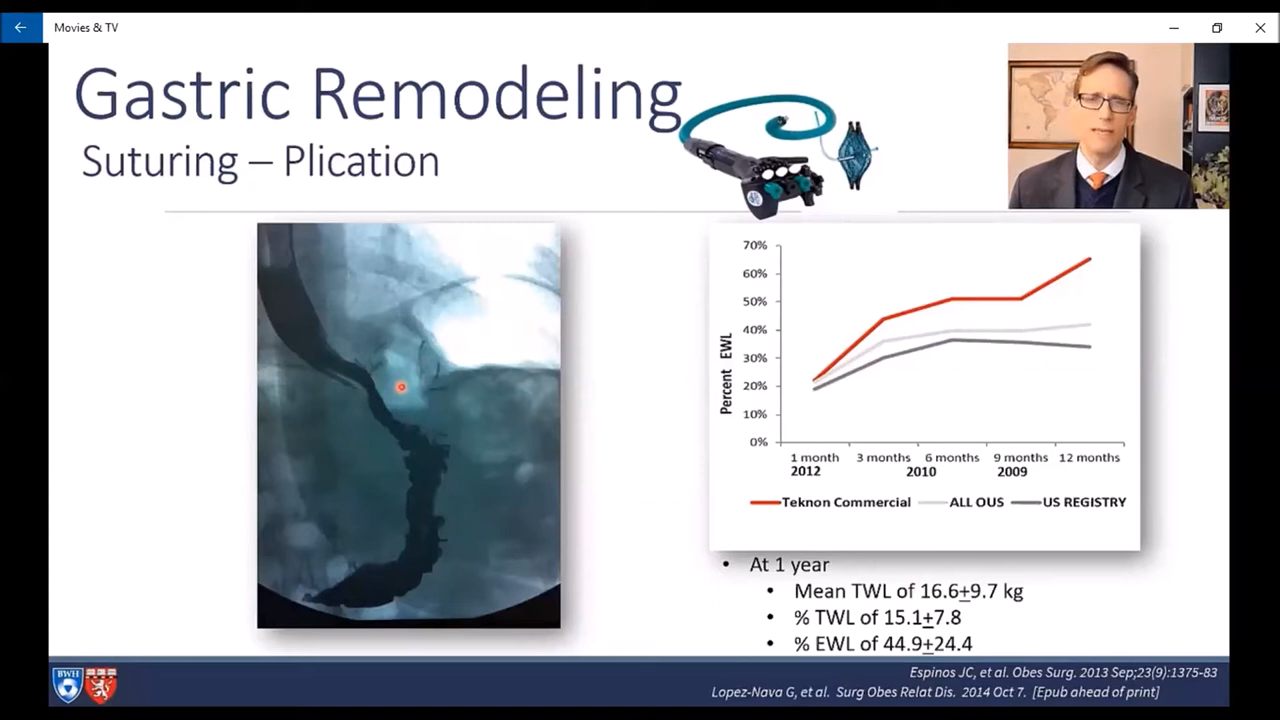 Movies & TV
Gastric Remodeling
Suturing – Plication
70%
60%
50%
40%
30%
20%
10%
0%
Percent EWL
1 month 3 months 6 months 9 months 12 months
2012 2010 2009
Teknon Commercial ALL OUS US REGISTRY
• At 1 year
• Mean TWL of 16.6+9.7 kg
• % TWL of 15.1+7.8
• % EWL of 44.9+24.4
BWH
Espinos JC, et al. Obes Surg. 2013 Sep;23(9):1375-83
Lopez-Nava G, et al. Surg Obes Relat Dis. 2014 Oct 7. [Epub ahead of print]